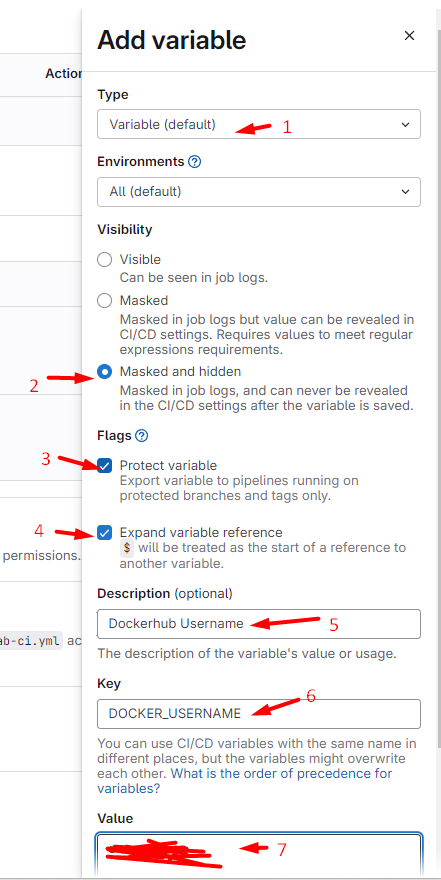 Add variable
Action
Type
Variable (default)
1
Environments
All (default)
Visibility
Visible
Can be seen in job logs.
Masked
Masked in job logs but value can be revealed in
CI/CD settings. Requires values to meet regular
expressions requirements.
2
Masked and hidden
Masked in job logs, and can never be revealed
in the CI/CD settings after the variable is saved.
Flags
3
Protect variable
Export variable to pipelines running on
protected branches and tags only.
4
Expand variable reference
$ will be treated as the start of a reference to
another variable.
permissions.
Description (optional)
Dockerhub Username
5
ab-ci.yml ac
The description of the variable's value or usage.
Key
6
DOCKER_USERNAME
You can use CI/CD variables with the same name in
different places, but the variables might overwrite
each other. What is the order of precedence for
variables?
Value
7